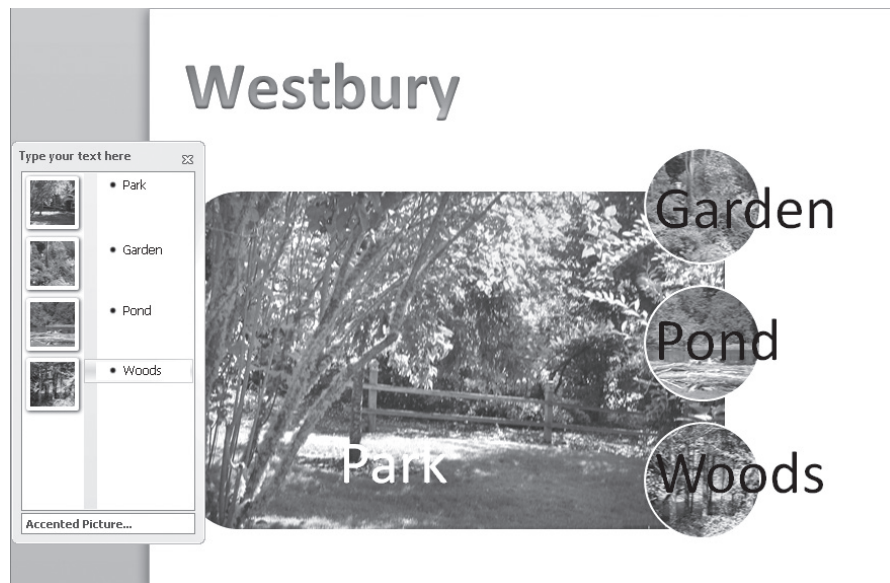 Westbury
Type your text here
• Park
• Garden
• Pond
• Woods
Accented Picture...
Garden
Pond
Park
Woods